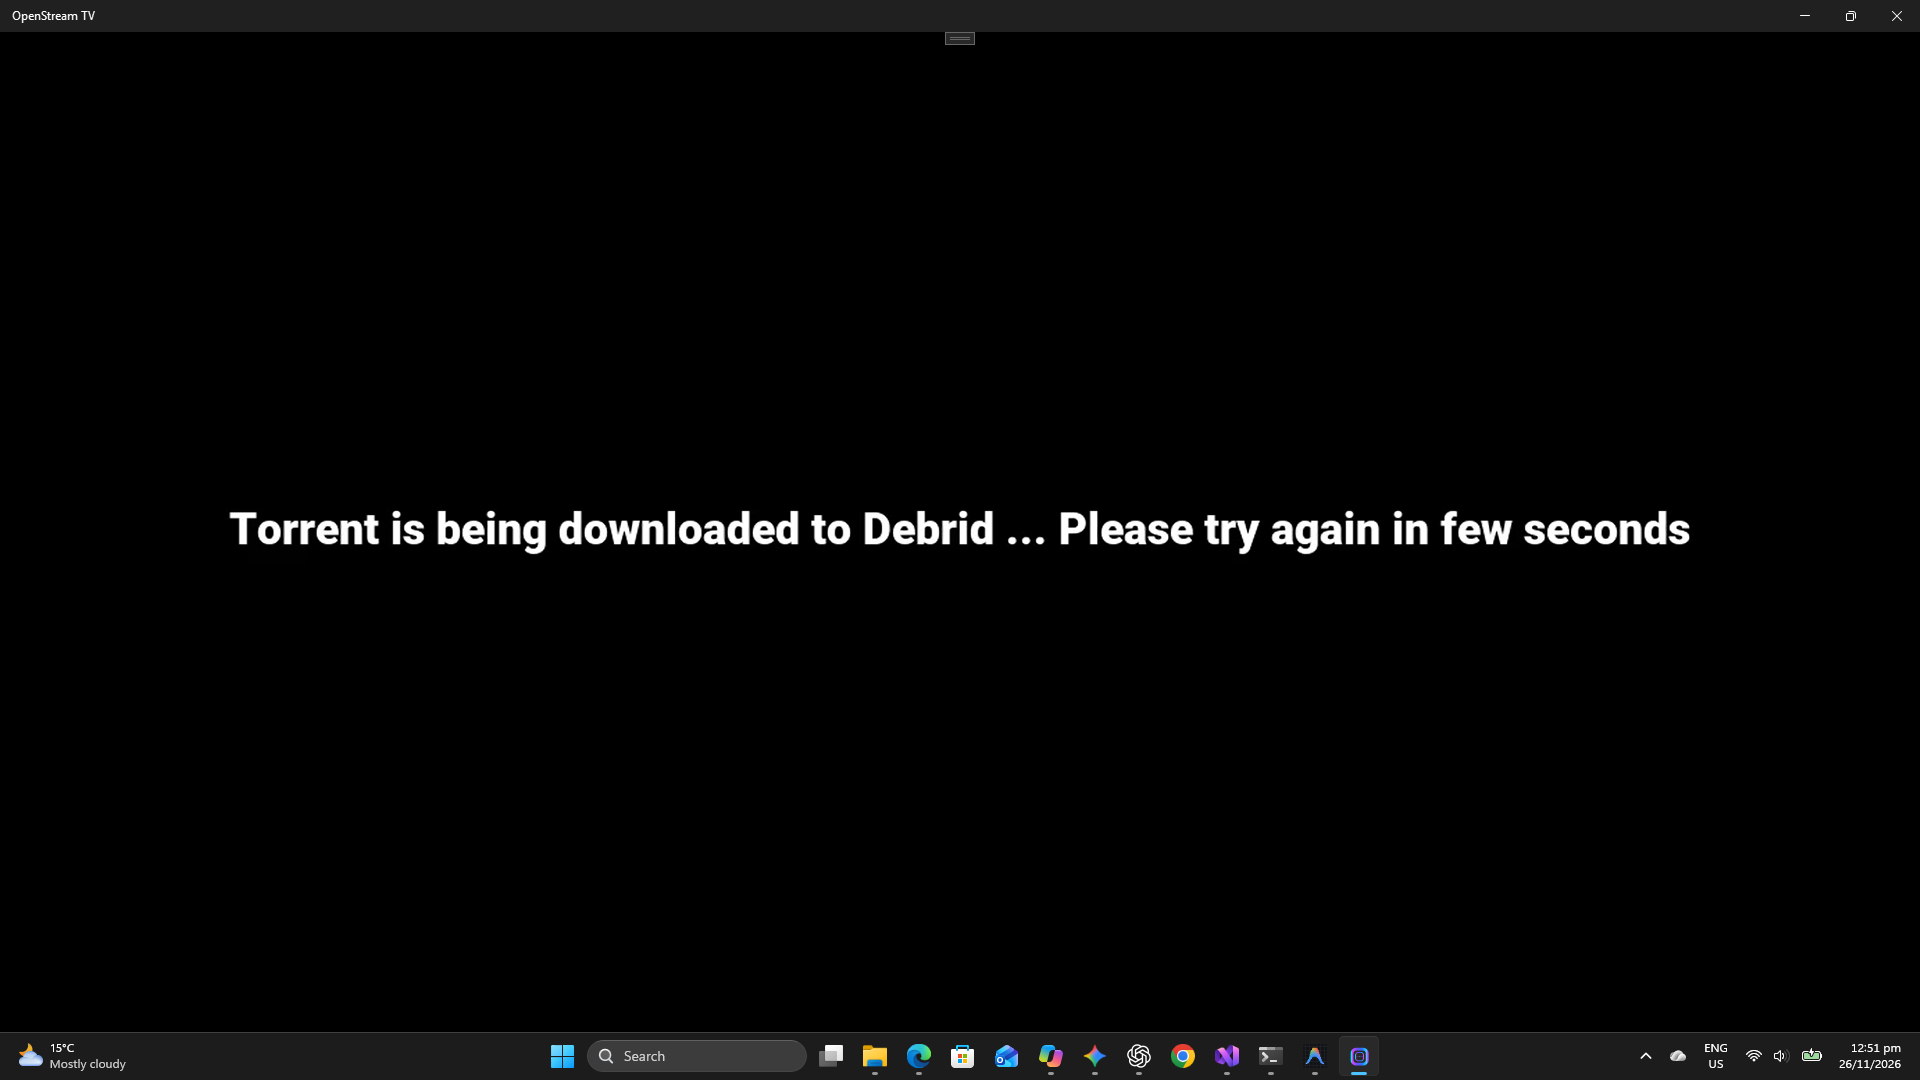 OpenStream TV
Torrent is being downloaded to Debrid ... Please try again in few seconds
15°C
Mostly cloudy
Search
ENG
US
12:51 pm
26/11/2026